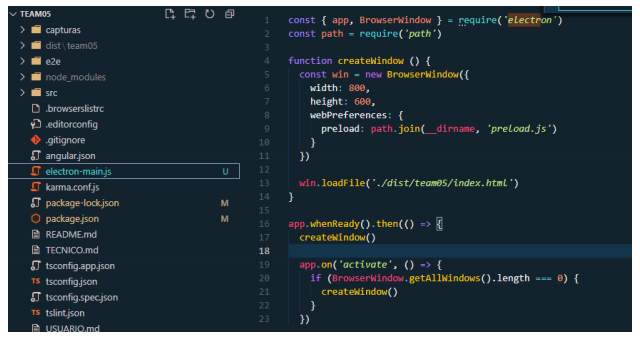 TEAM05
capturas
dist \ team05
e2e
node_modules
src
.browserslistrc
.editorconfig
.gitignore
angular.json
electron-main.js U
karma.conf.js
package-lock.json M
package.json M
README.md
TECNICO.md
tsconfig.app.json
TS tsconfig.json
tsconfig.spec.json
TS tslint.json
USUARIO.md
1 const { app, BrowserWindow } = require('electron')
2 const path = require('path')
3
4 function createWindow () {
5 const win = new BrowserWindow({
6 width: 800,
7 height: 600,
8 webPreferences: {
9 preload: path.join(__dirname, 'preload.js')
10 }
11 })
12
13 win.loadFile('./dist/team05/index.html')
14 }
15
16 app.whenReady().then(() => {
17 createWindow()
18
19 app.on('activate', () => {
20 if (BrowserWindow.getAllWindows().length === 0) {
21 createWindow()
22 }
23 })